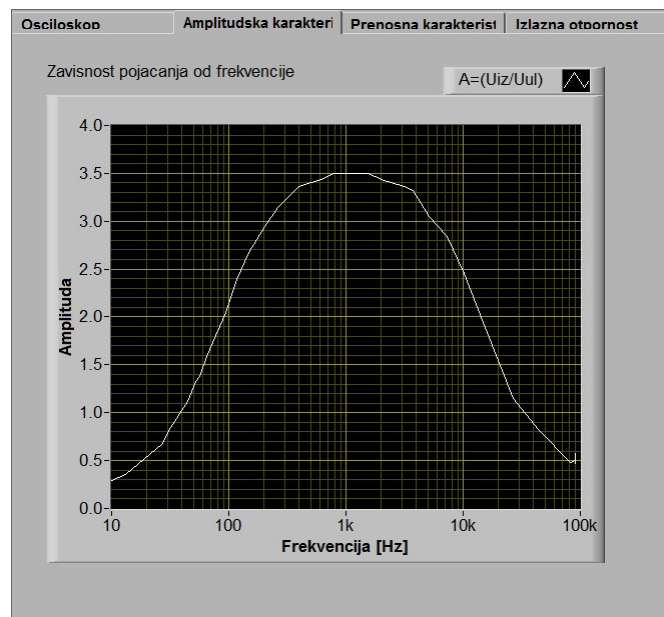 Osciloskop
Amplitudska karakteri
Prenosna karakterist
Izlazna otpornost
Zavisnost pojacanja od frekvencije
A=(Uiz/Uul)
4.0
3.5
3.0
2.5
2.0
1.5
1.0
0.5
0.0
Amplituda
10
100
1k
10k
100k
Frekvencija [Hz]